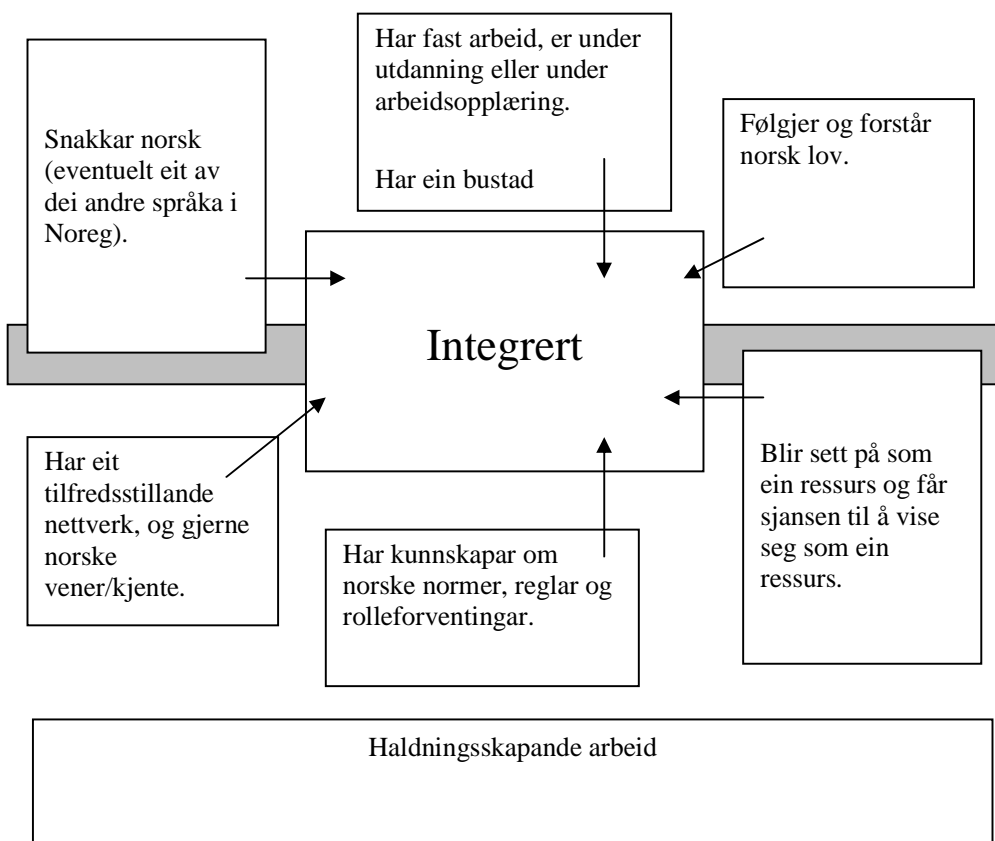 Har fast arbeid, er under
utdanning eller under
arbeidsopplæring.
Har ein bustad
Snakkar norsk
(eventuelt eit av
dei andre språka i
Noreg).
Følgjer og forstår
norsk lov.
Integrert
Har eit
tilfredsstillande
nettverk, og gjerne
norske
vener/kjente.
Har kunnskapar om
norske normer, reglar og
rolleforventingar.
Blir sett på som
ein ressurs og får
sjansen til å vise
seg som ein
ressurs.
Haldningsskapande arbeid